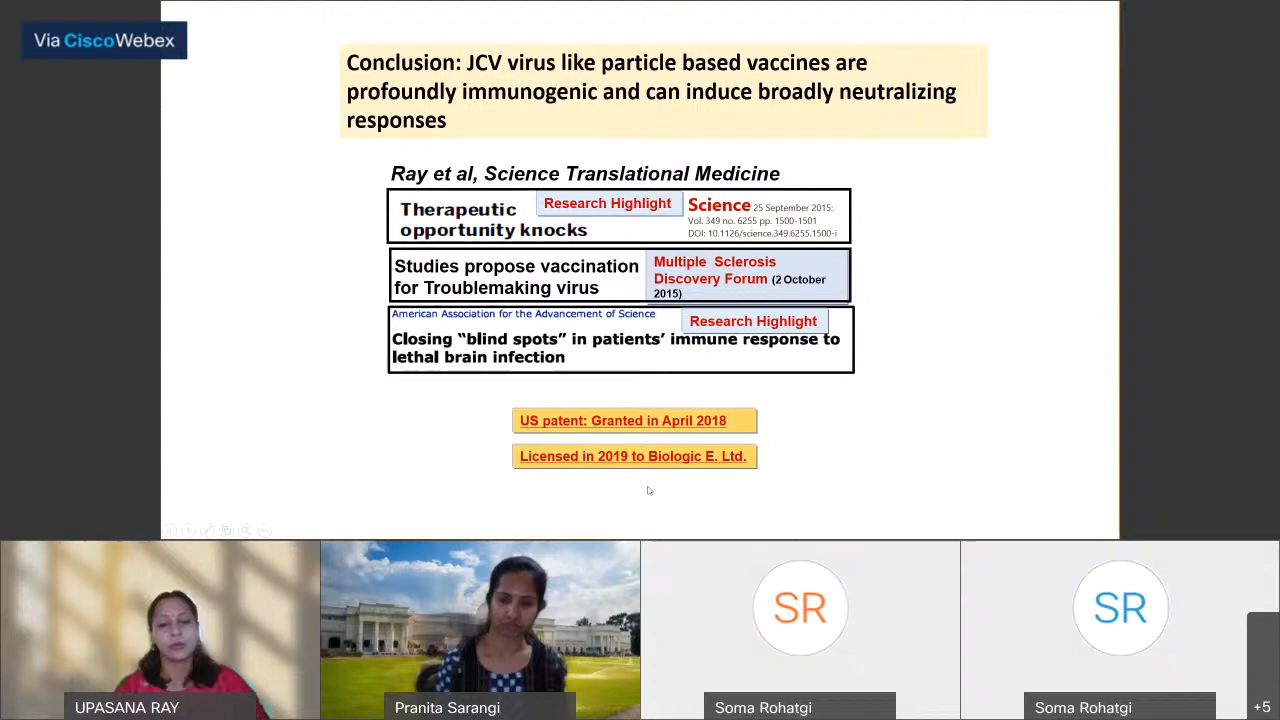 Via CiscoWebex
Conclusion: JCV virus like particle based vaccines are
profoundly immunogenic and can induce broadly neutralizing
responses
Ray et al, Science Translational Medicine
Therapeutic
opportunity knocks
Research Highlight
Science 25 September 2015:
Vol. 349 no. 6255 pp. 1500-1501
DOI: 10.1126/science.349.6255.1500-i
Studies propose vaccination
for Troublemaking virus
Multiple Sclerosis
Discovery Forum (2 October
2015)
American Association for the Advancement of Science
Research Highlight
Closing “blind spots” in patients’ immune response to
lethal brain infection
US patent: Granted in April 2018
Licensed in 2019 to Biologic E. Ltd.
SR
SR
UPASANA RAY
Pranita Sarangi
Soma Rohatgi
Soma Rohatgi
+5